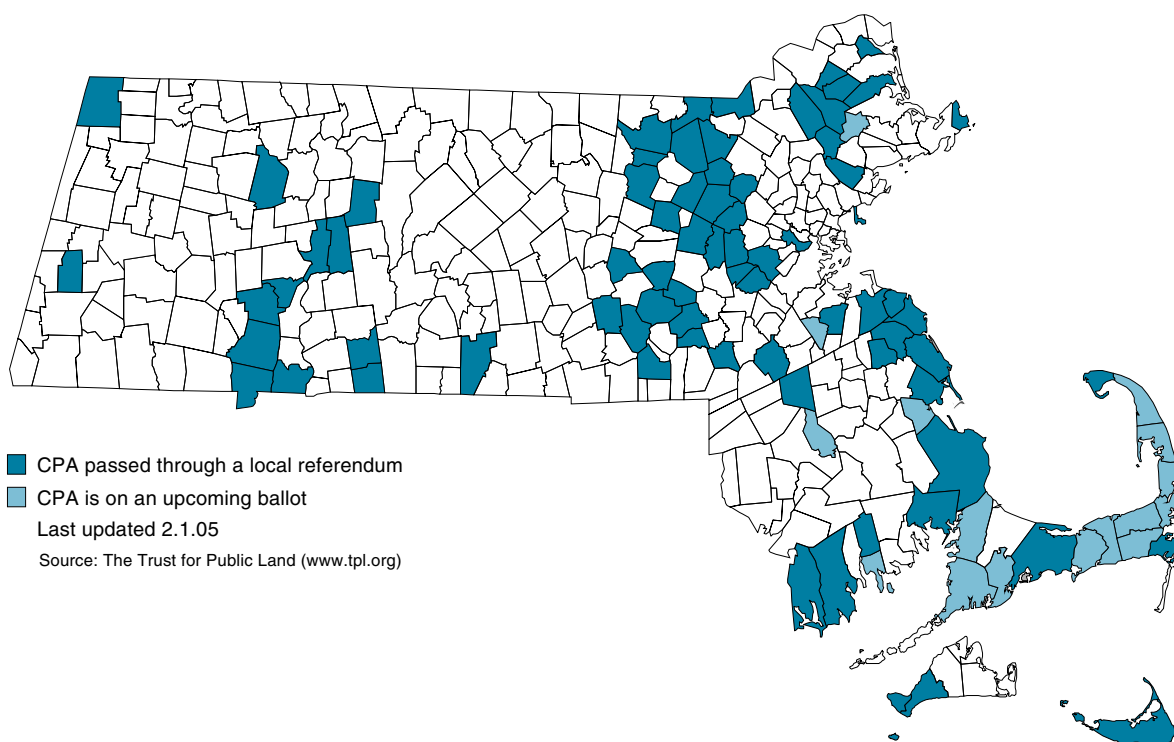 CPA passed through a local referendum
CPA is on an upcoming ballot
Last updated 2.1.05
Source: The Trust for Public Land (www.tpl.org)